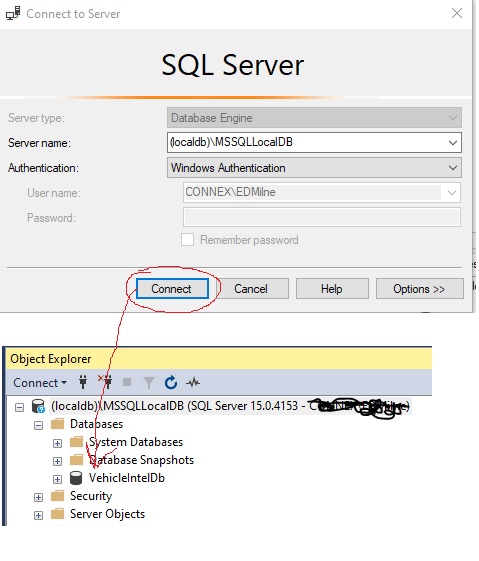 Connect to Server
SQL Server
Server type:
Database Engine
Server name:
(localdb)\MSSQLLocalDB
Authentication:
Windows Authentication
User name:
CONNEX\EDMilne
Password:
Remember password
Connect
Cancel
Help
Options >>
Object Explorer
Connect
(localdb)\MSSQLLocalDB (SQL Server 15.0.4153 -
Databases
System Databases
Database Snapshots
VehicleIntelDb
Security
Server Objects